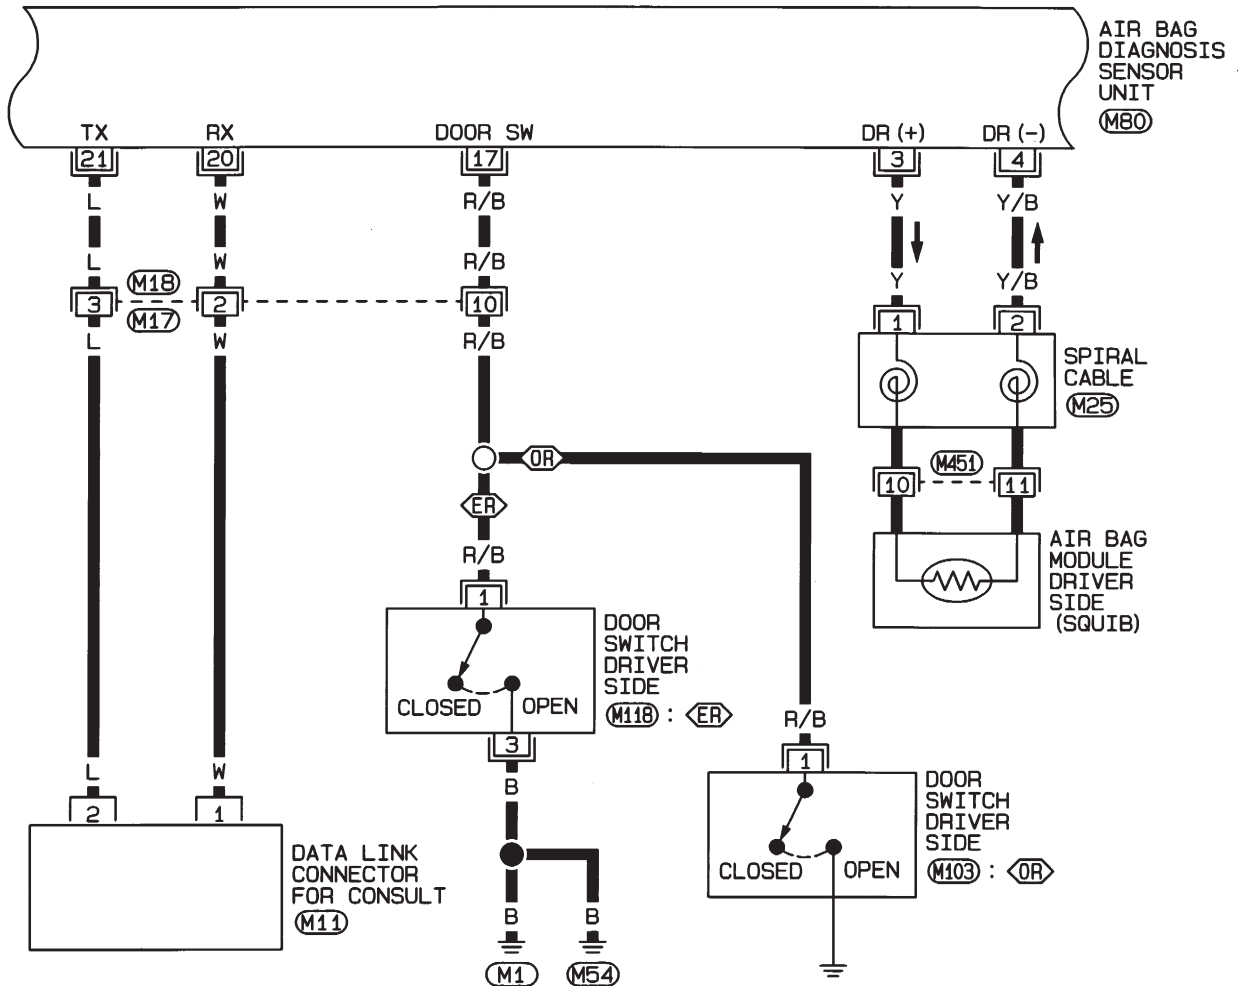 AIR BAG
DIAGNOSIS
SENSOR
UNIT
M80
TX RX DOOR SW DR (+) DR (-)
21 20 17 3 4
L W R/B Y Y/B
L W R/B Y Y/B
M18
3 2 10 1 2
M17
L W R/B
SPIRAL
CABLE
M25
OR
M451
10 11
ER
R/B
AIR BAG
MODULE
DRIVER
SIDE
(SQUIB)
1
DOOR
SWITCH
DRIVER
SIDE
CLOSED OPEN
M118 : ER
R/B
3
1
L W B
2 1
DOOR
SWITCH
DRIVER
SIDE
CLOSED OPEN
M103 : OR
DATA LINK
CONNECTOR
FOR CONSULT
M11
B B
M1 M54